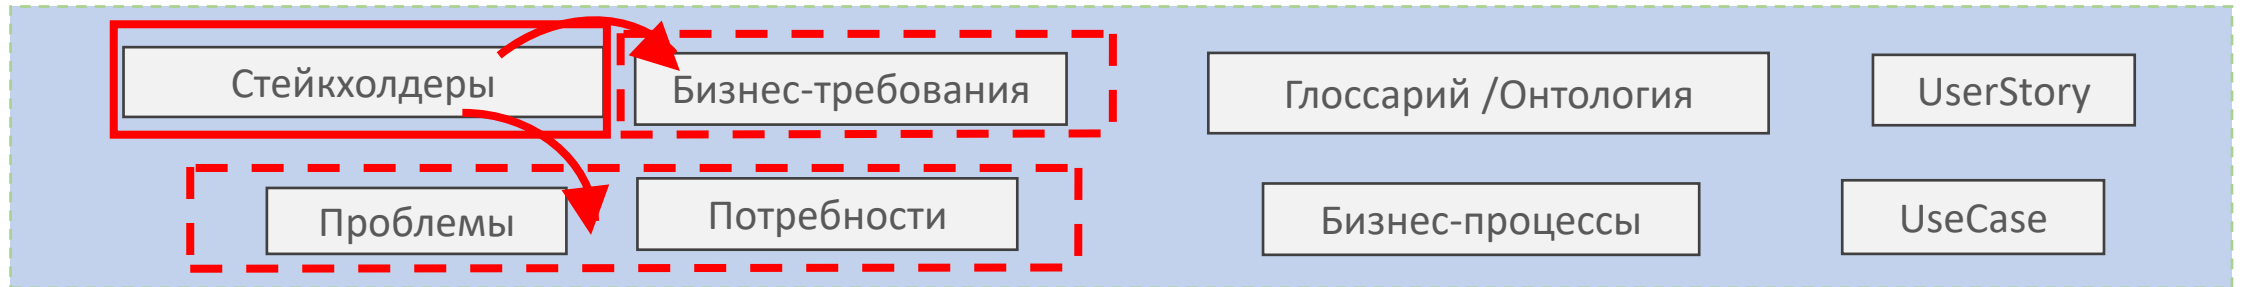 Стейкхолдеры
Бизнес-требования
Глоссарий /Онтология
UserStory
Проблемы
Потребности
Бизнес-процессы
UseCase